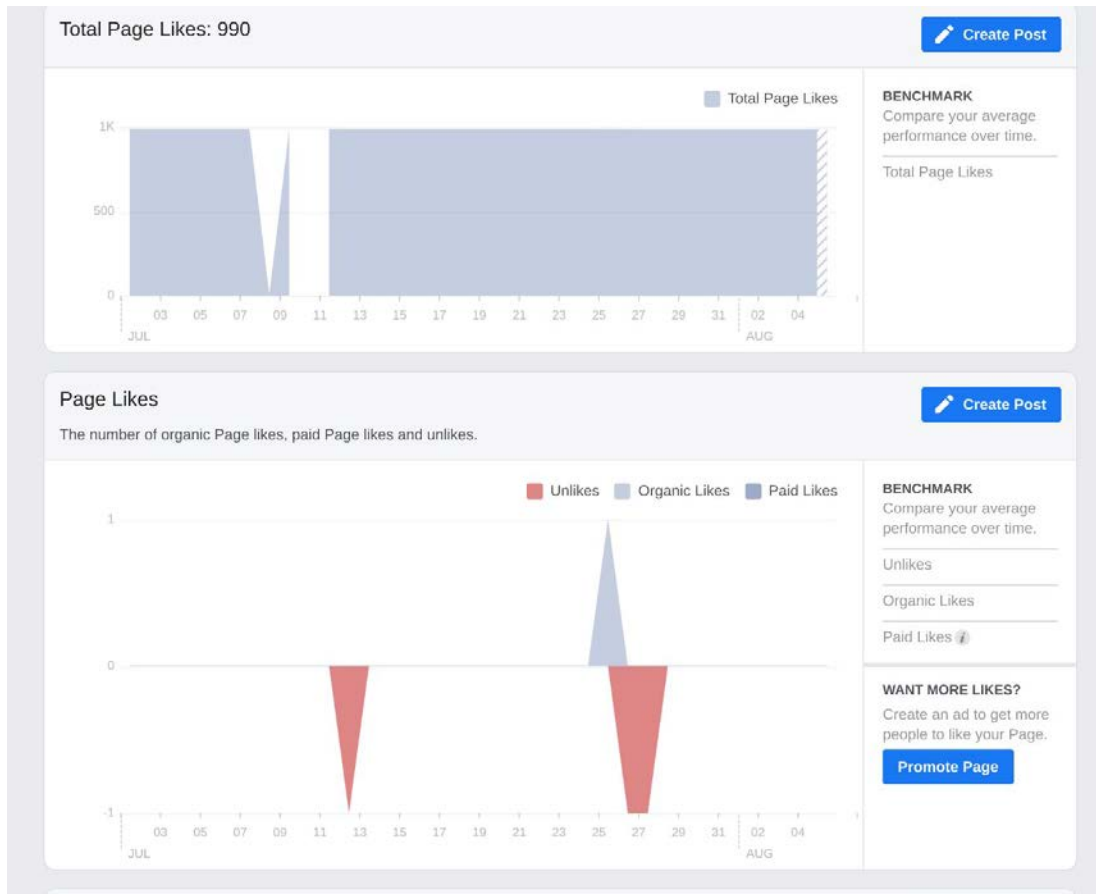 Total Page Likes: 990
Create Post
Total Page Likes
BENCHMARK
Compare your average
performance over time.
Total Page Likes
1K
500
0
03 05 07 09 11 13 15 17 19 21 23 25 27 29 31 02 04
JUL AUG
Page Likes
Create Post
The number of organic Page likes, paid Page likes and unlikes.
Unlikes Organic Likes Paid Likes
BENCHMARK
Compare your average
performance over time.
Unlikes
Organic Likes
Paid Likes i
1
0
-1
03 05 07 09 11 13 15 17 19 21 23 25 27 29 31 02 04
JUL AUG
WANT MORE LIKES?
Create an ad to get more
people to like your Page.
Promote Page